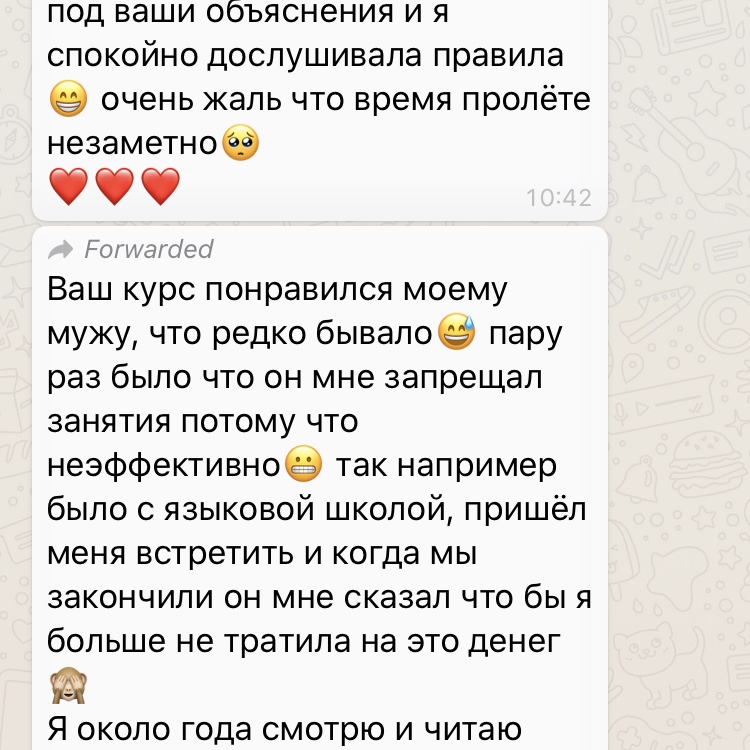 под ваши объяснения и я
спокойно дослушивала правила
😁 очень жаль что время пролёте
незаметно🥺
❤️❤️❤️
10:42
Forwarded
Ваш курс понравился моему
мужу, что редко бывало😅 пару
раз было что он мне запрещал
занятия потому что
неэффективно😬 так например
было с языковой школой, пришёл
меня встретить и когда мы
закончили он мне сказал что бы я
больше не тратила на это денег
🙈
Я около года смотрю и читаю